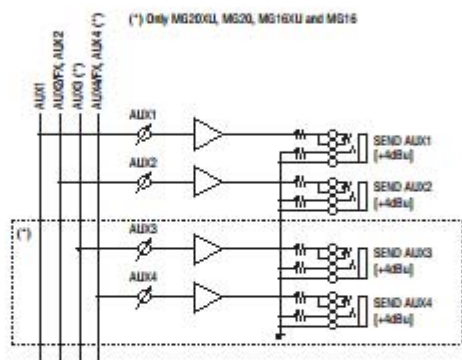 (*) Only MG20XU, MG20, MG16XU and MG16
AUX1
AUX2/FX, AUX2
AUX3 (*)
AUX4/FX, AUX4 (*)
AUX1
SEND AUX1
[+4dBu]
AUX2
SEND AUX2
[+4dBu]
(*)
AUX3
SEND AUX3
[+4dBu]
AUX4
SEND AUX4
[+4dBu]